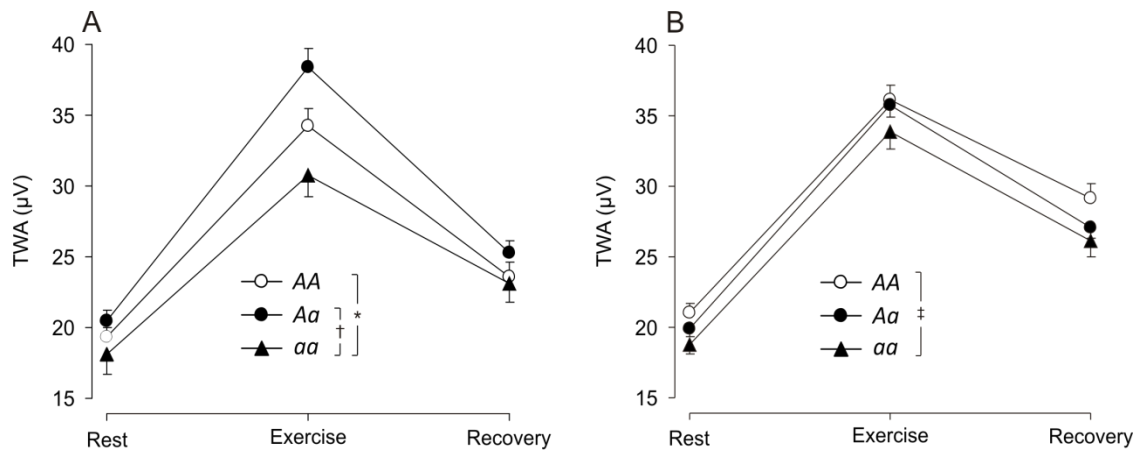 A
40
35
30
25
20
15
TWA (µV)
AA
Aa
aa
†
*
Rest
Exercise
Recovery
B
40
35
30
25
20
15
TWA (µV)
AA
Aa
aa
‡
Rest
Exercise
Recovery